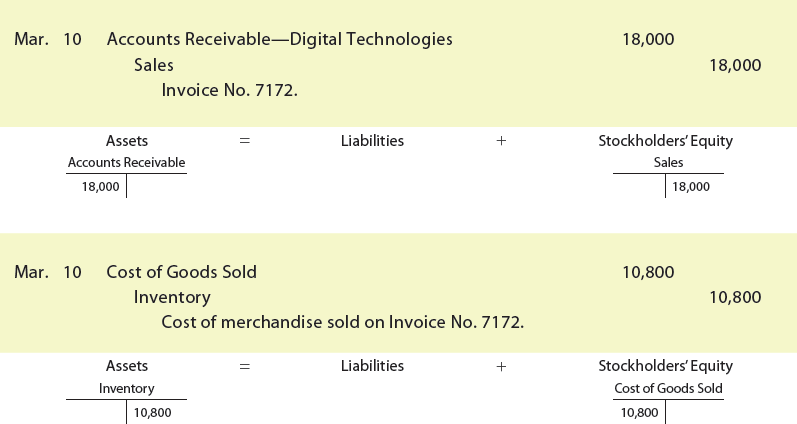 Mar. 10 Accounts Receivable—Digital Technologies 18,000
Sales 18,000
Invoice No. 7172.
Assets = Liabilities + Stockholders’ Equity
Accounts Receivable Sales
18,000 18,000
Mar. 10 Cost of Goods Sold 10,800
Inventory 10,800
Cost of merchandise sold on Invoice No. 7172.
Assets = Liabilities + Stockholders’ Equity
Inventory Cost of Goods Sold
10,800 10,800